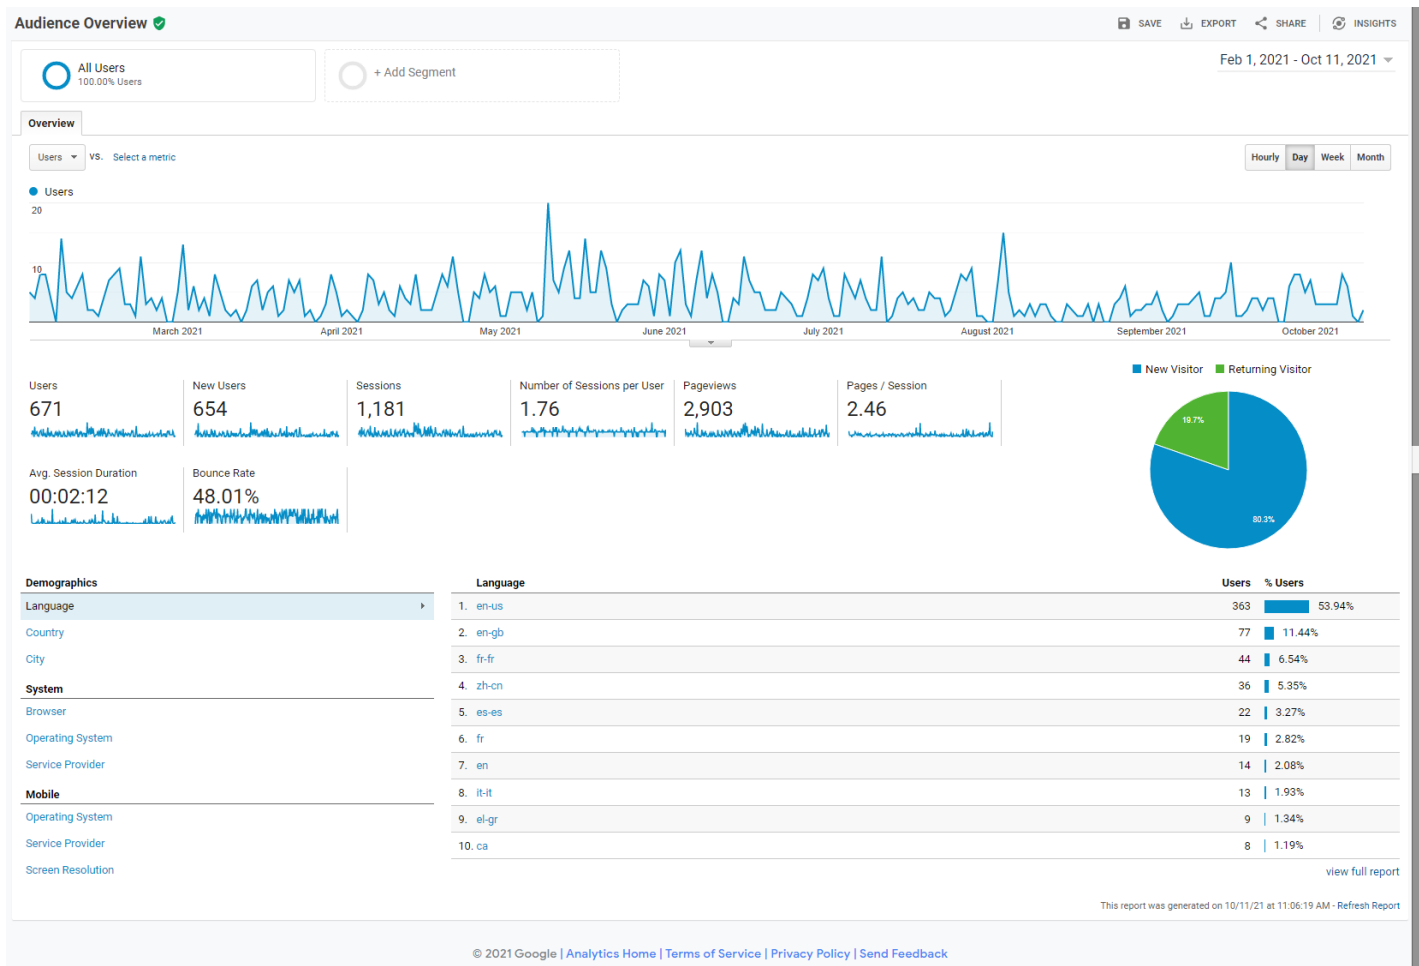 Audience Overview
SAVE EXPORT SHARE INSIGHTS
All Users
100.00% Users
+ Add Segment
Feb 1, 2021 - Oct 11, 2021
Overview
Users VS. Select a metric
Hourly Day Week Month
Users
20
10
March 2021 April 2021 May 2021 June 2021 July 2021 August 2021 September 2021 October 2021
New Visitor Returning Visitor
19.7%
80.3%
Users
671
New Users
654
Sessions
1,181
Number of Sessions per User
1.76
Pageviews
2,903
Pages / Session
2.46
Avg. Session Duration
00:02:12
Bounce Rate
48.01%
Demographics
Language
Country
City
System
Browser
Operating System
Service Provider
Mobile
Operating System
Service Provider
Screen Resolution
Language Users % Users
1. en-us 363 53.94%
2. en-gb 77 11.44%
3. fr-fr 44 6.54%
4. zh-cn 36 5.35%
5. es-es 22 3.27%
6. fr 19 2.82%
7. en 14 2.08%
8. it-it 13 1.93%
9. el-gr 9 1.34%
10. ca 8 1.19%
view full report
This report was generated on 10/11/21 at 11:06:19 AM - Refresh Report
© 2021 Google | Analytics Home | Terms of Service | Privacy Policy | Send Feedback